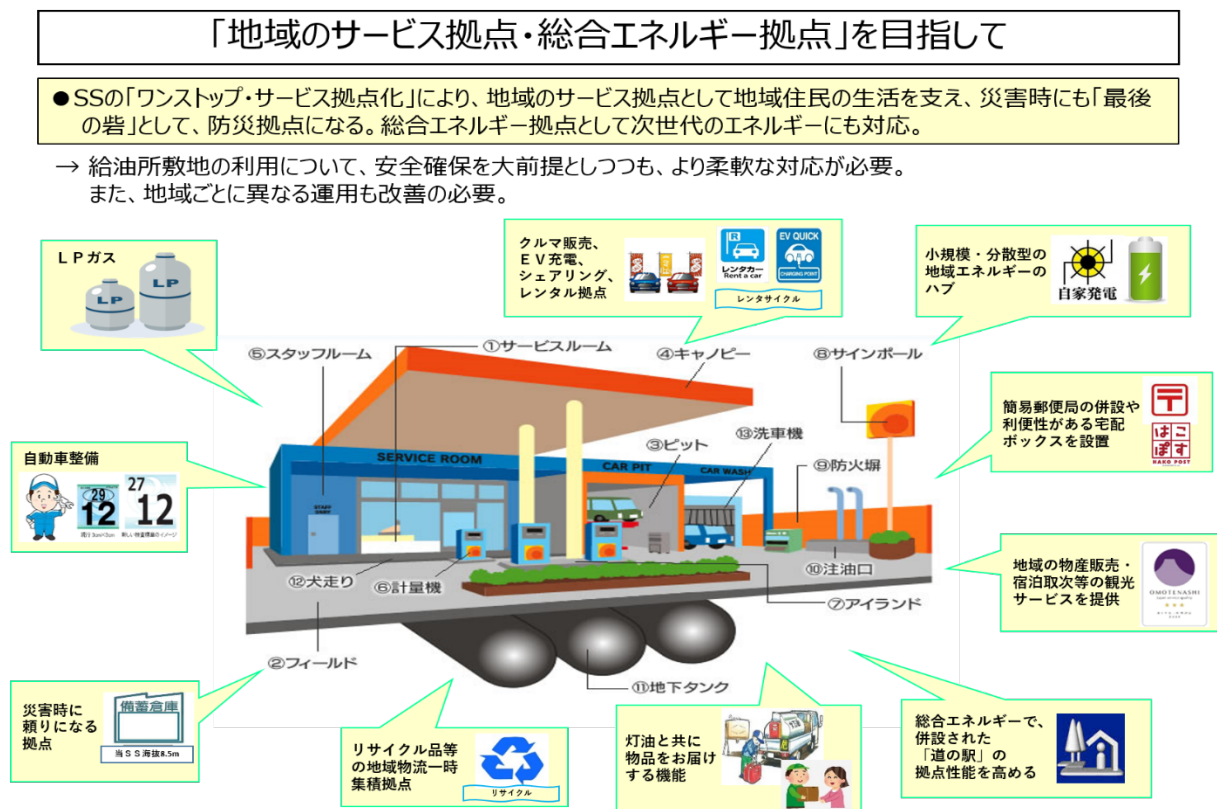 「地域のサービス拠点・総合エネルギー拠点」を目指して
●SSの「ワンストップ・サービス拠点化」により、地域のサービス拠点として地域住民の生活を支え、災害時にも「最後
の砦」として、防災拠点になる。総合エネルギー拠点として次世代のエネルギーにも対応。
→ 給油所敷地の利用について、安全確保を大前提としつつも、より柔軟な対応が必要。
また、地域ごとに異なる運用も改善の必要。
LPガス
LP
LP
クルマ販売、
EV充電、
シェアリング、
レンタル拠点
R
レンタカー
Rent a car
EV QUICK
CHARGING POINT
レンタサイクル
小規模・分散型の
地域エネルギーの
ハブ
自家発電
⑤スタッフルーム
①サービスルーム
④キャノピー
⑧サインポール
③ピット
⑬洗車機
⑨防火塀
SERVICE ROOM
CAR PIT
CAR WASH
STAFF
⑫犬走り
⑥計量機
⑩注油口
⑦アイランド
②フィールド
⑪地下タンク
簡易郵便局の併設や
利便性がある宅配
ボックスを設置
〒
はこ
ぽす
HAKO POST
自動車整備
29
12
27
12
地域の物産販売・
宿泊取次等の観光
サービスを提供
OMOTENASHI
災害時に
頼りになる
拠点
備蓄倉庫
当SS海抜8.5m
リサイクル品等
の地域物流一時
集積拠点
リサイクル
灯油と共に
物品をお届け
する機能
総合エネルギーで、
併設された
「道の駅」の
拠点性能を高める